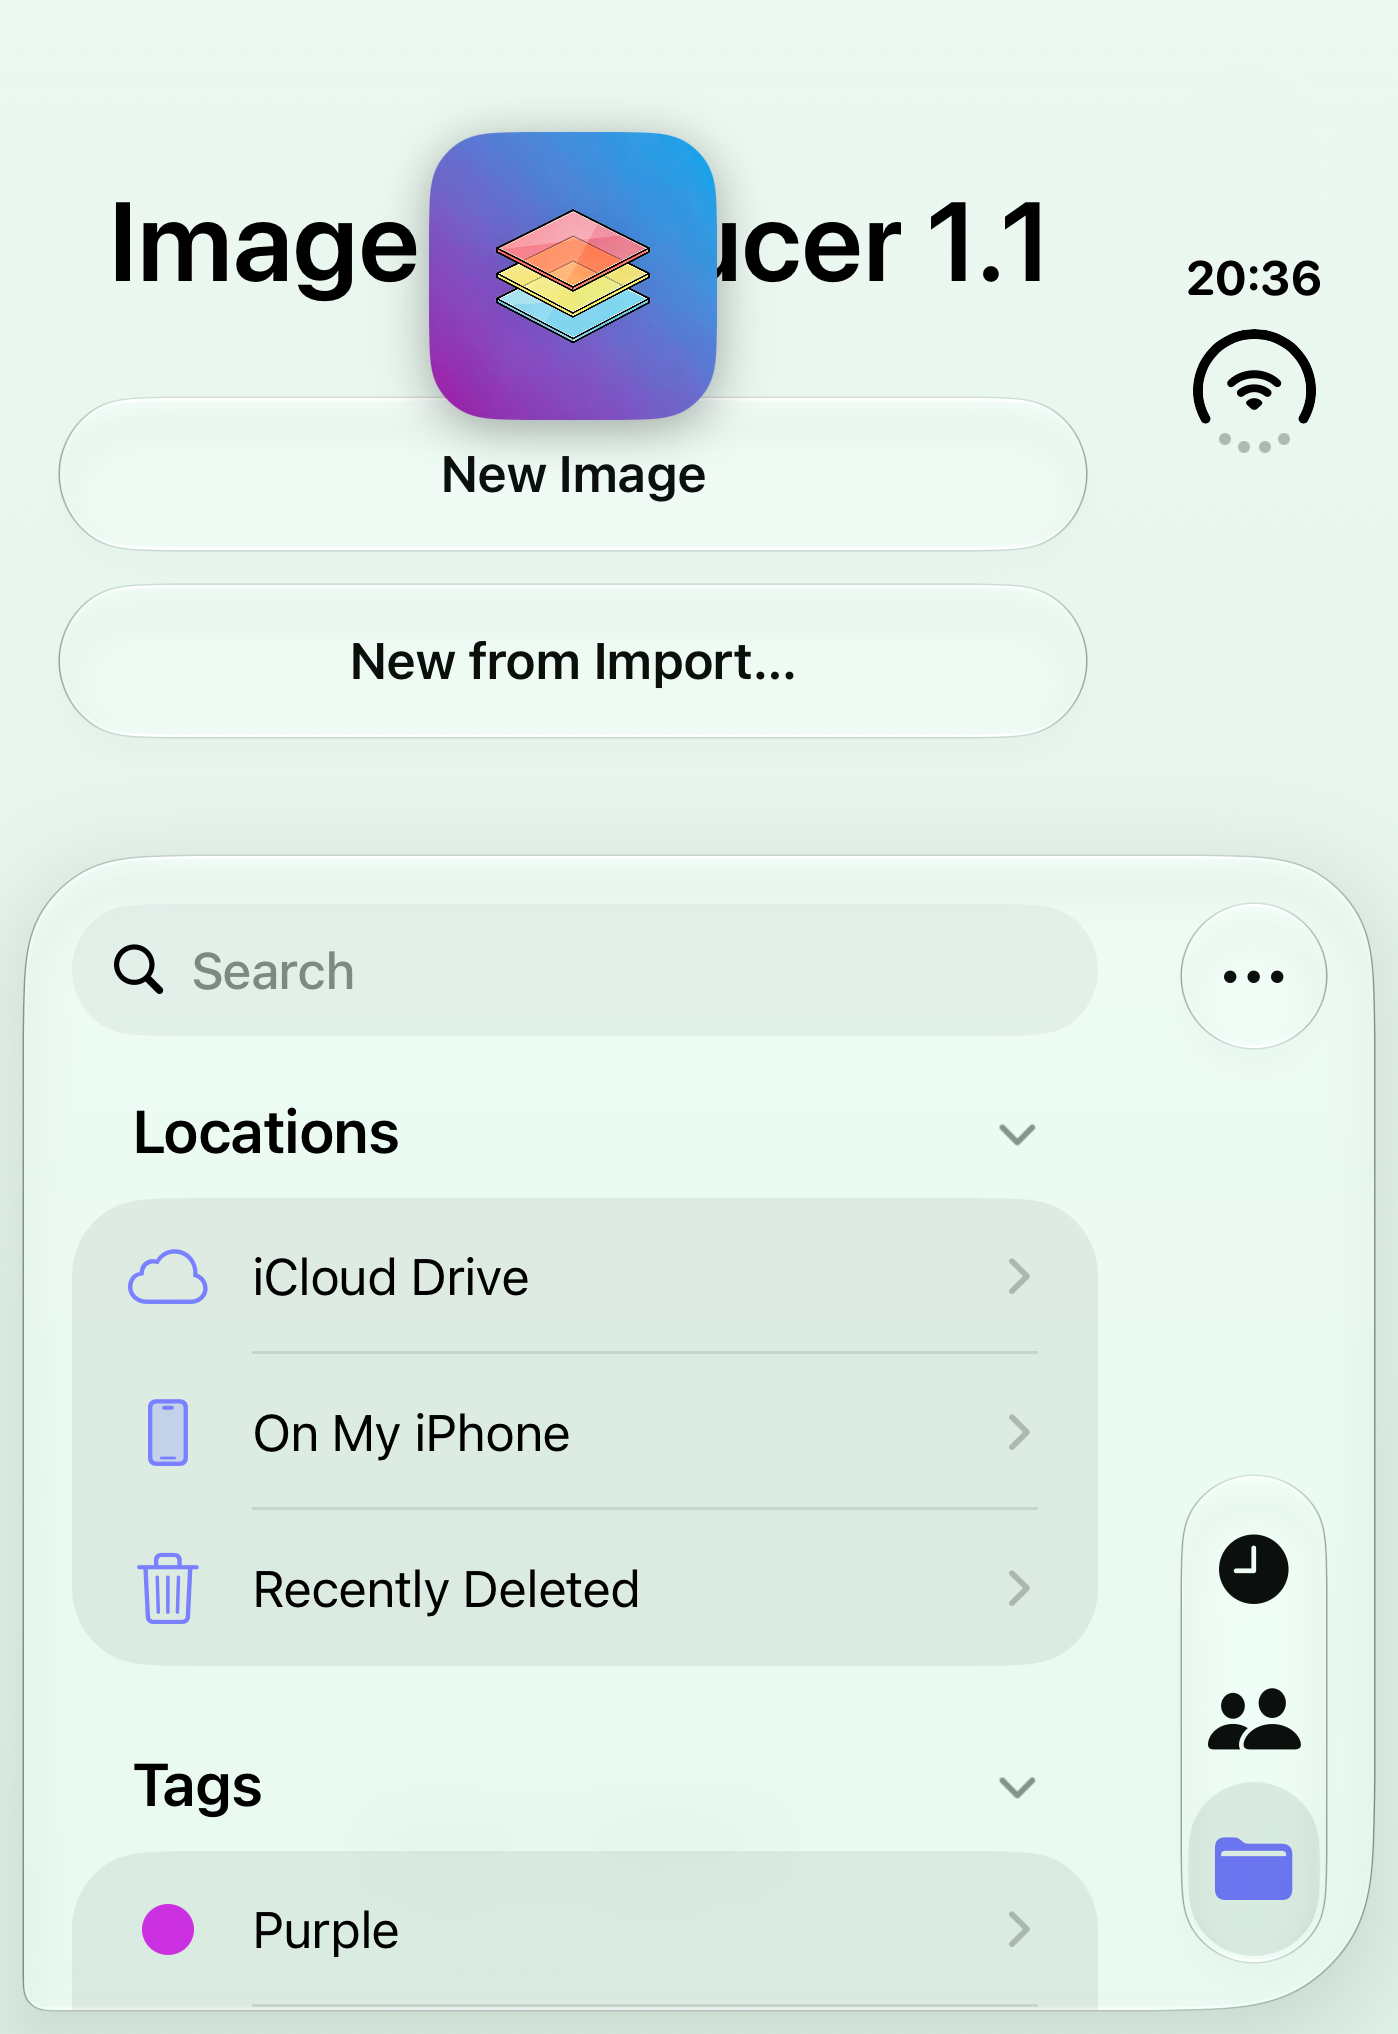 Image ucer 1.1
20:36
New Image
New from Import...
Search
Locations
iCloud Drive
On My iPhone
Recently Deleted
Tags
Purple